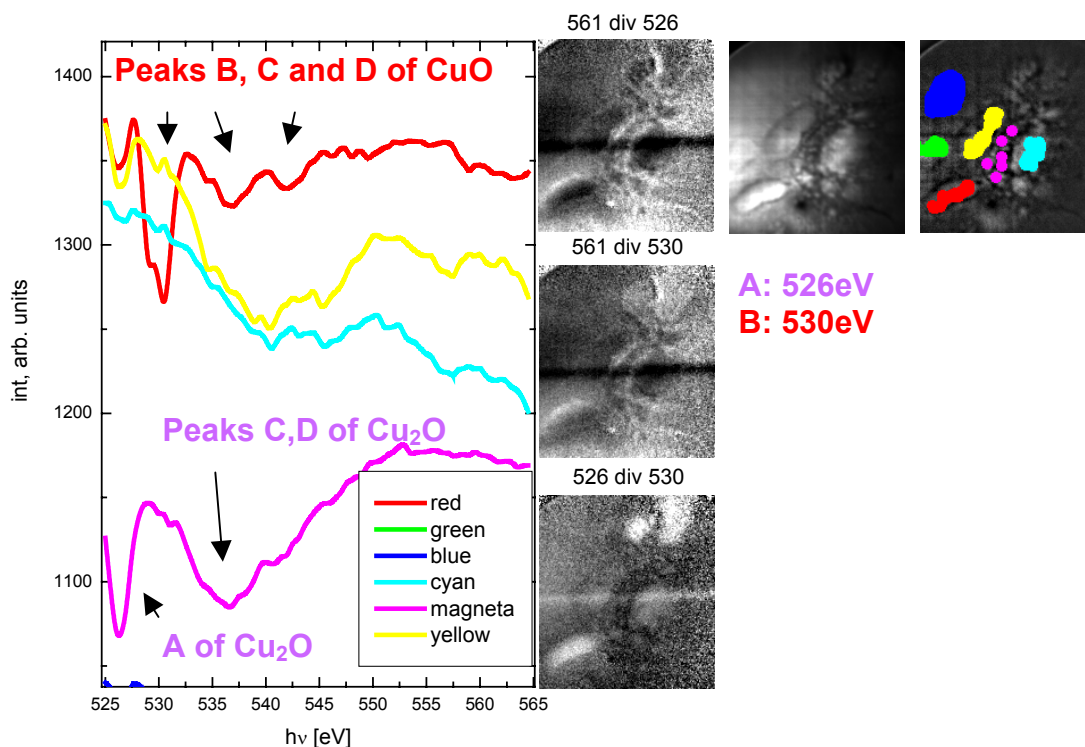 Peaks B, C and D of CuO
Peaks C,D of Cu₂O
A of Cu₂O
int, arb. units
1400
1300
1200
1100
525 530 535 540 545 550 555 560 565
hν [eV]
red
green
blue
cyan
magneta
yellow
561 div 526
561 div 530
526 div 530
A: 526eV
B: 530eV